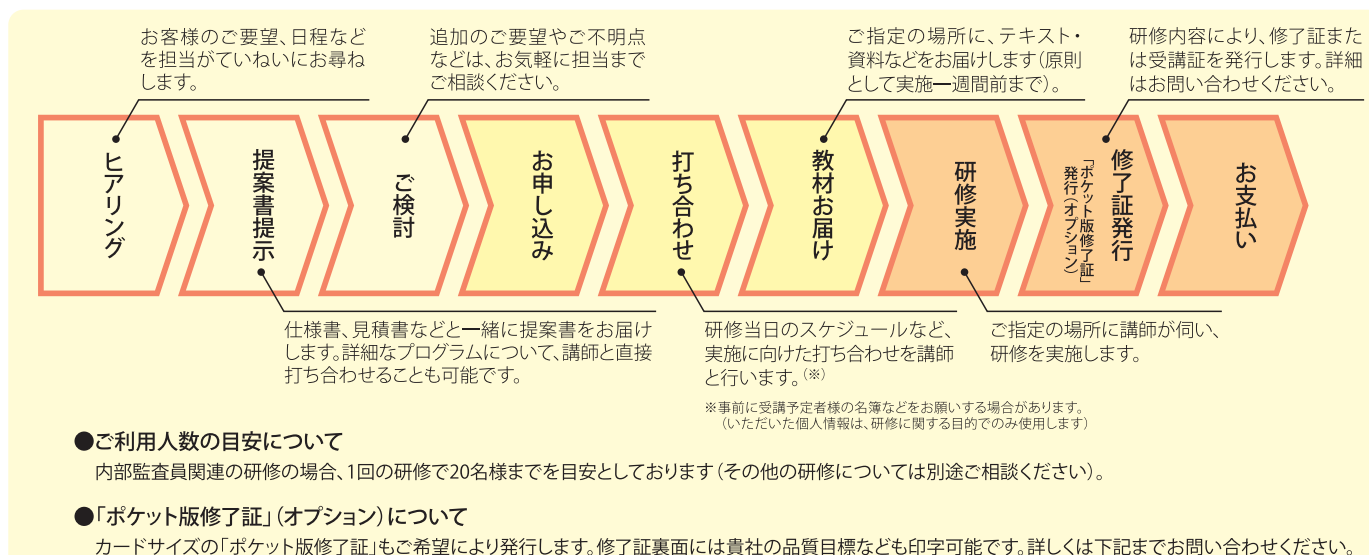 お客様のご要望、日程など
を担当がていねいにお尋ね
します。
追加のご要望やご不明点
などは、お気軽に担当まで
ご相談ください。
ご指定の場所に、テキスト・
資料などをお届けします(原則
として実施一週間前まで)。
研修内容により、修了証また
は受講証を発行します。詳細
はお問い合わせください。
ヒアリング
提案書提示
ご検討
お申し込み
打ち合わせ
教材お届け
研修実施
修了証発行
「ポケット版修了証」
発行(オプション)
お支払い
仕様書、見積書などと一緒に提案書をお届け
します。詳細なプログラムについて、講師と直接
打ち合わせることも可能です。
研修当日のスケジュールなど、
実施に向けた打ち合わせを講師
と行います。(※)
※事前に受講予定者様の名簿などをお願いする場合があります。
(いただいた個人情報は、研修に関する目的でのみ使用します)
ご指定の場所に講師が伺い、
研修を実施します。
●ご利用人数の目安について
内部監査員関連の研修の場合、1回の研修で20名様までを目安としております(その他の研修については別途ご相談ください)。
●「ポケット版修了証」(オプション)について
カードサイズの「ポケット版修了証」もご希望により発行します。修了証裏面には貴社の品質目標なども印字可能です。詳しくは下記までお問い合わせください。